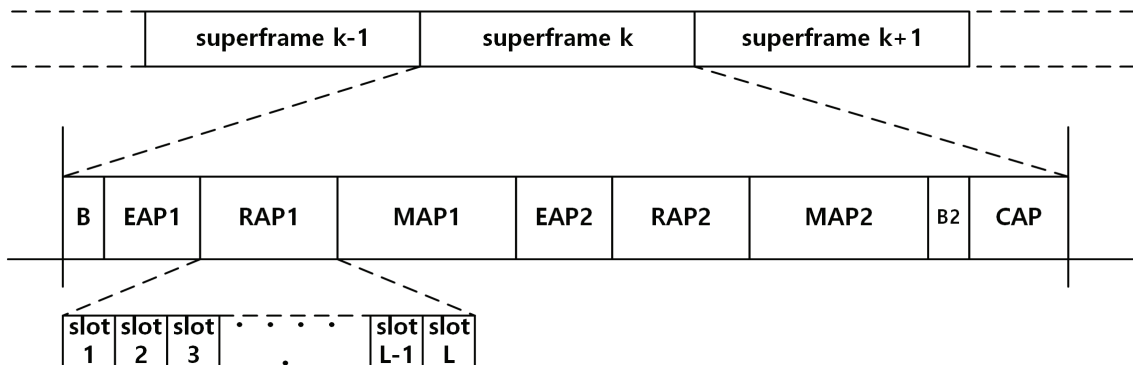 superframe k-1 superframe k superframe k+1
B EAP1 RAP1 MAP1 EAP2 RAP2 MAP2 B2 CAP
slot slot slot . . . . slot slot
1 2 3 . L-1 L